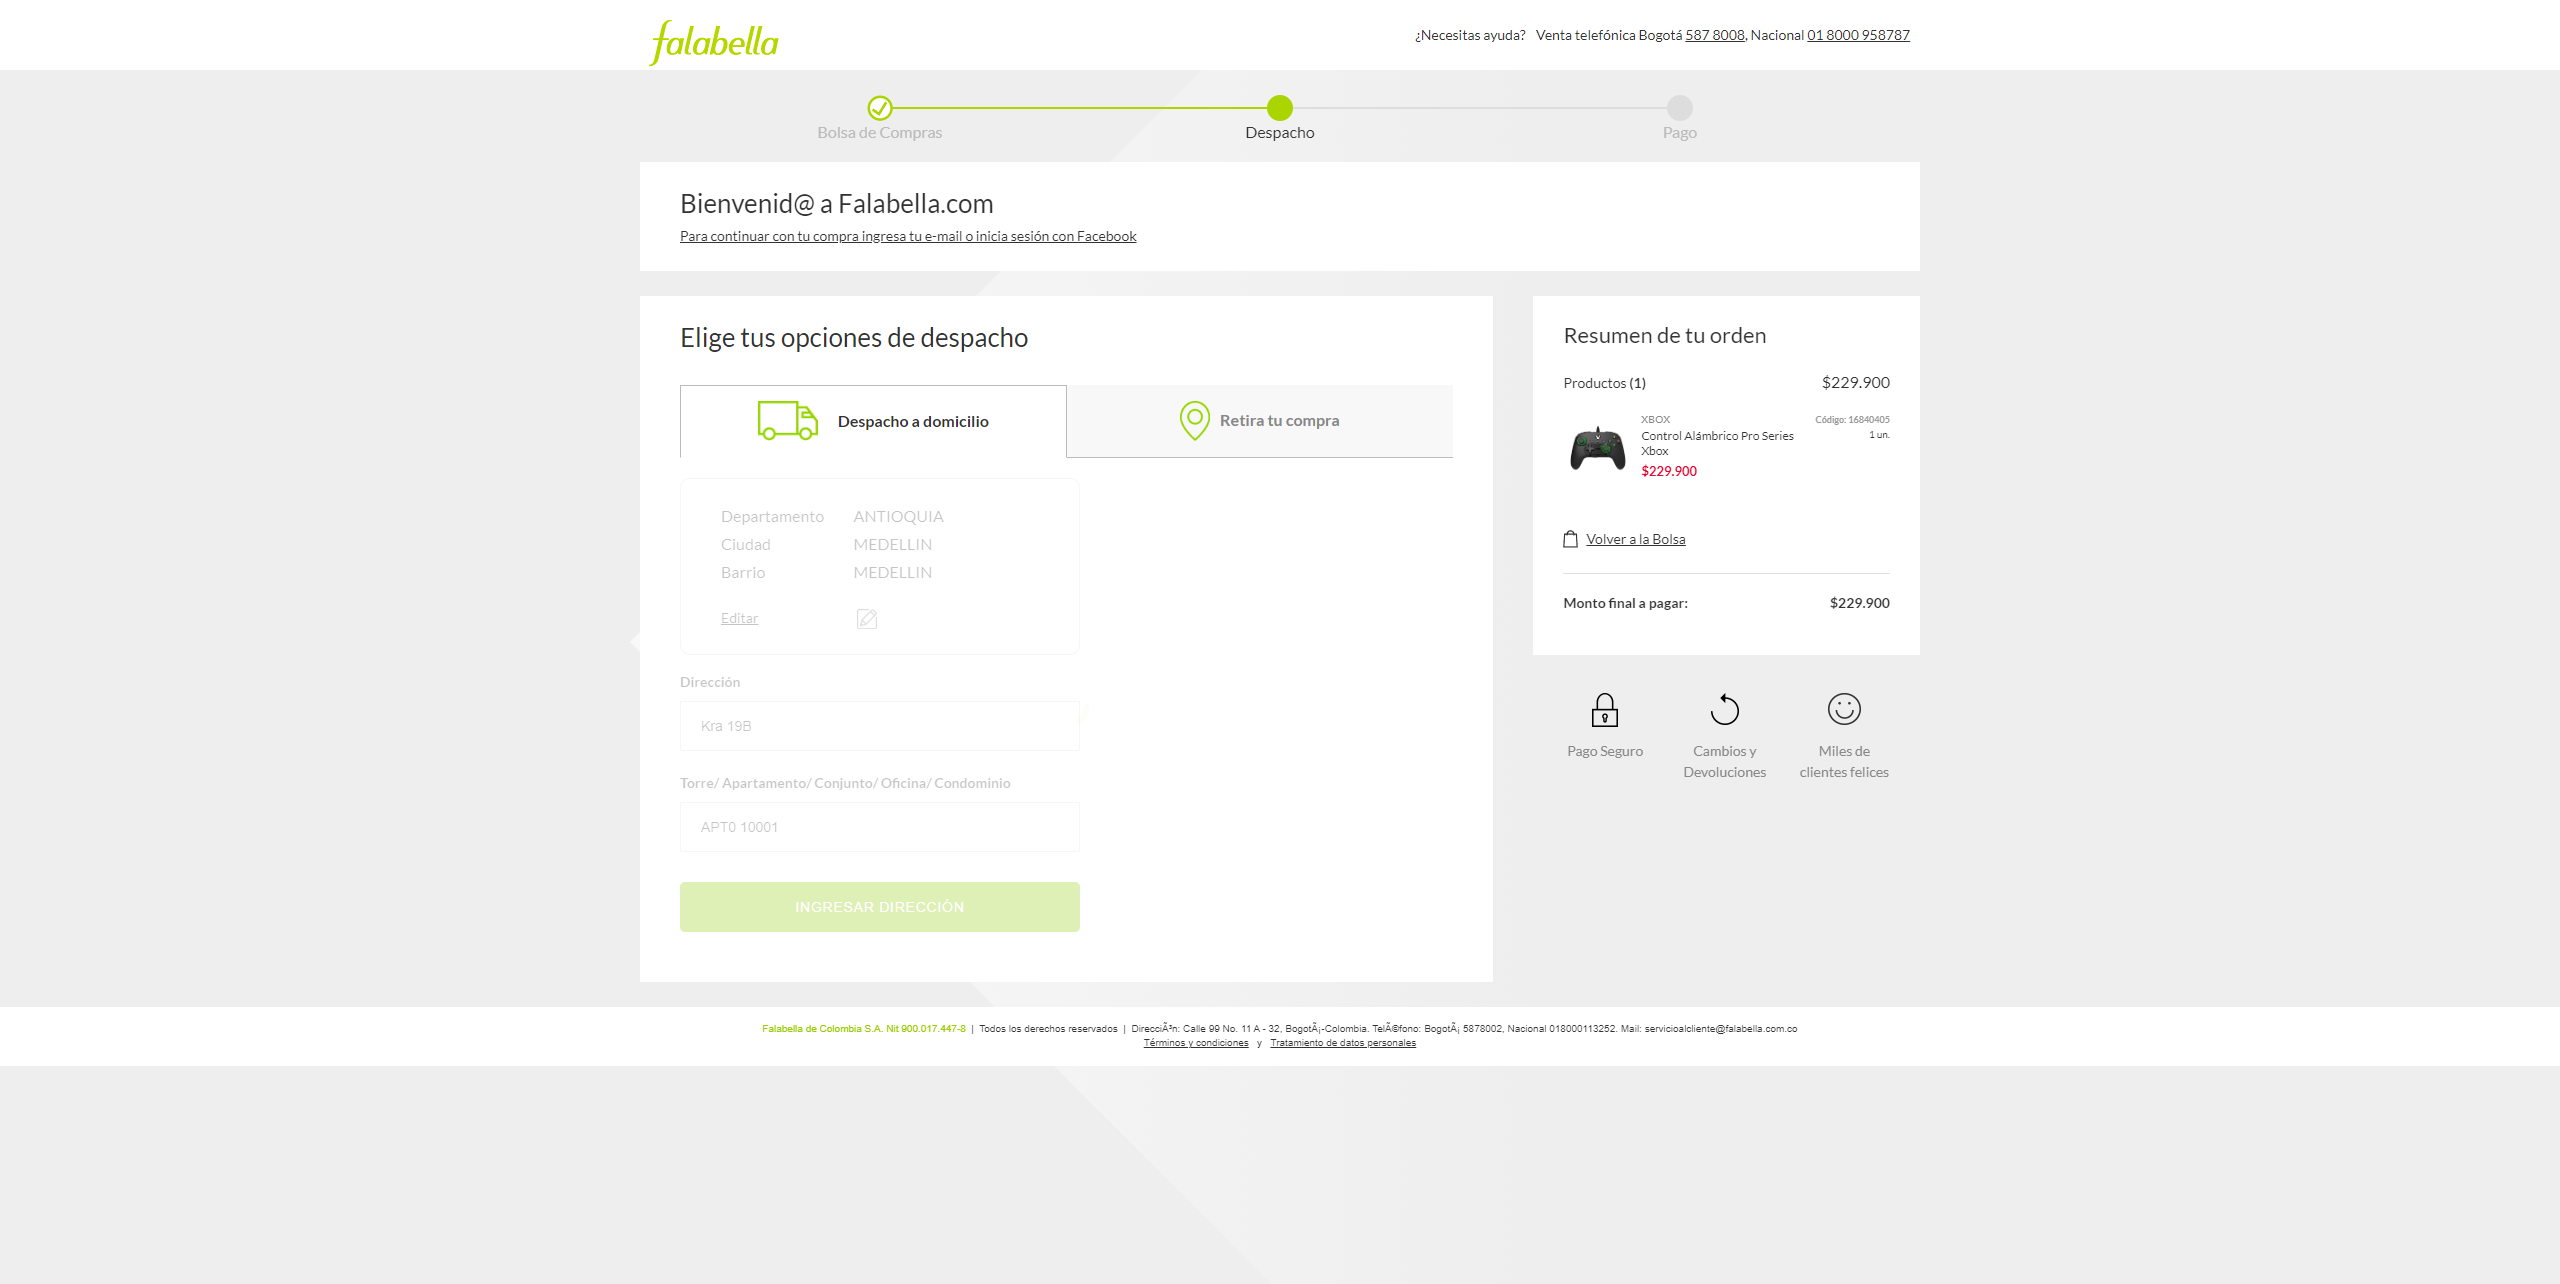 falabella
¿Necesitas ayuda? Venta telefónica Bogotá 587 8008, Nacional 01 8000 958787
Bolsa de Compras
Despacho
Pago
Bienvenid@ a Falabella.com
Para continuar con tu compra ingresa tu e-mail o inicia sesión con Facebook
Elige tus opciones de despacho
Despacho a domicilio
Retira tu compra
Departamento ANTIOQUIA
Ciudad MEDELLIN
Barrio MEDELLIN
Editar
Dirección
Kra 19B
Torre/ Apartamento/ Conjunto/ Oficina/ Condominio
APT0 10001
INGRESAR DIRECCIÓN
Resumen de tu orden
Productos (1) $229.900
XBOX Código: 16840405
Control Alámbrico Pro Series 1 un.
Xbox
$229.900
Volver a la Bolsa
Monto final a pagar: $229.900
Pago Seguro
Cambios y
Devoluciones
Miles de
clientes felices
Falabella de Colombia S.A. Nit 900.017.447-8 | Todos los derechos reservados | DirecciÃ³n: Calle 99 No. 11 A - 32, BogotÃ¡-Colombia. TelÃ©fono: BogotÃ¡ 5878002, Nacional 018000113252. Mail: servicioalcliente@falabella.com.co
Términos y condiciones y Tratamiento de datos personales